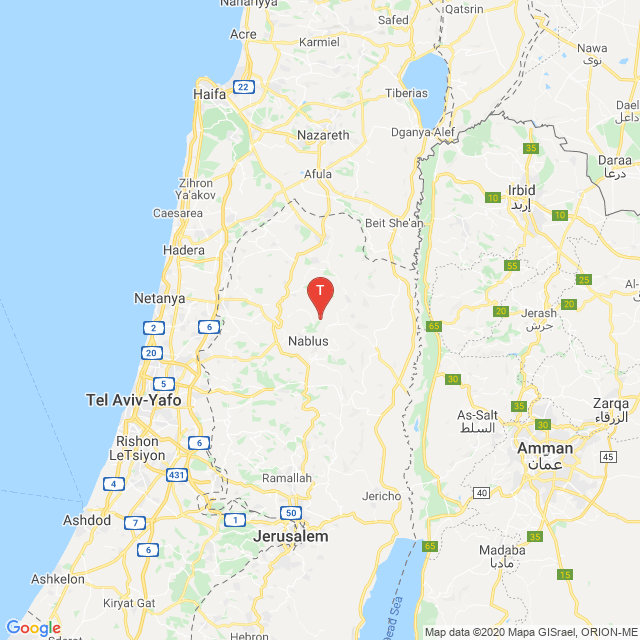 Nahariyya
Safed
Qatsrin
Acre
Karmiel
Nawa
نوى
22
Haifa
Tiberias
Nazareth
Dganya Alef
Afula
35
Daraa
درعا
Zihron
Ya'akov
Irbid
إربد
10
10
Caesarea
Beit She'an
Hadera
55
25
Netanya
T
20
20
Jerash
جرش
2
6
65
Nablus
20
5
30
Tel Aviv-Yafo
As-Salt
السلط
35
Zarqa
الزرقاء
30
Rishon
LeTsiyon
6
Amman
عمّان
45
431
Ramallah
4
Jericho
40
50
Ashdod
7
1
Jerusalem
6
65
35
Madaba
مأدبا
Ashkelon
15
Kiryat Gat
Dead Sea
Google
Sderot
Hebron
Map data ©2020 Mapa GISrael, ORION-ME